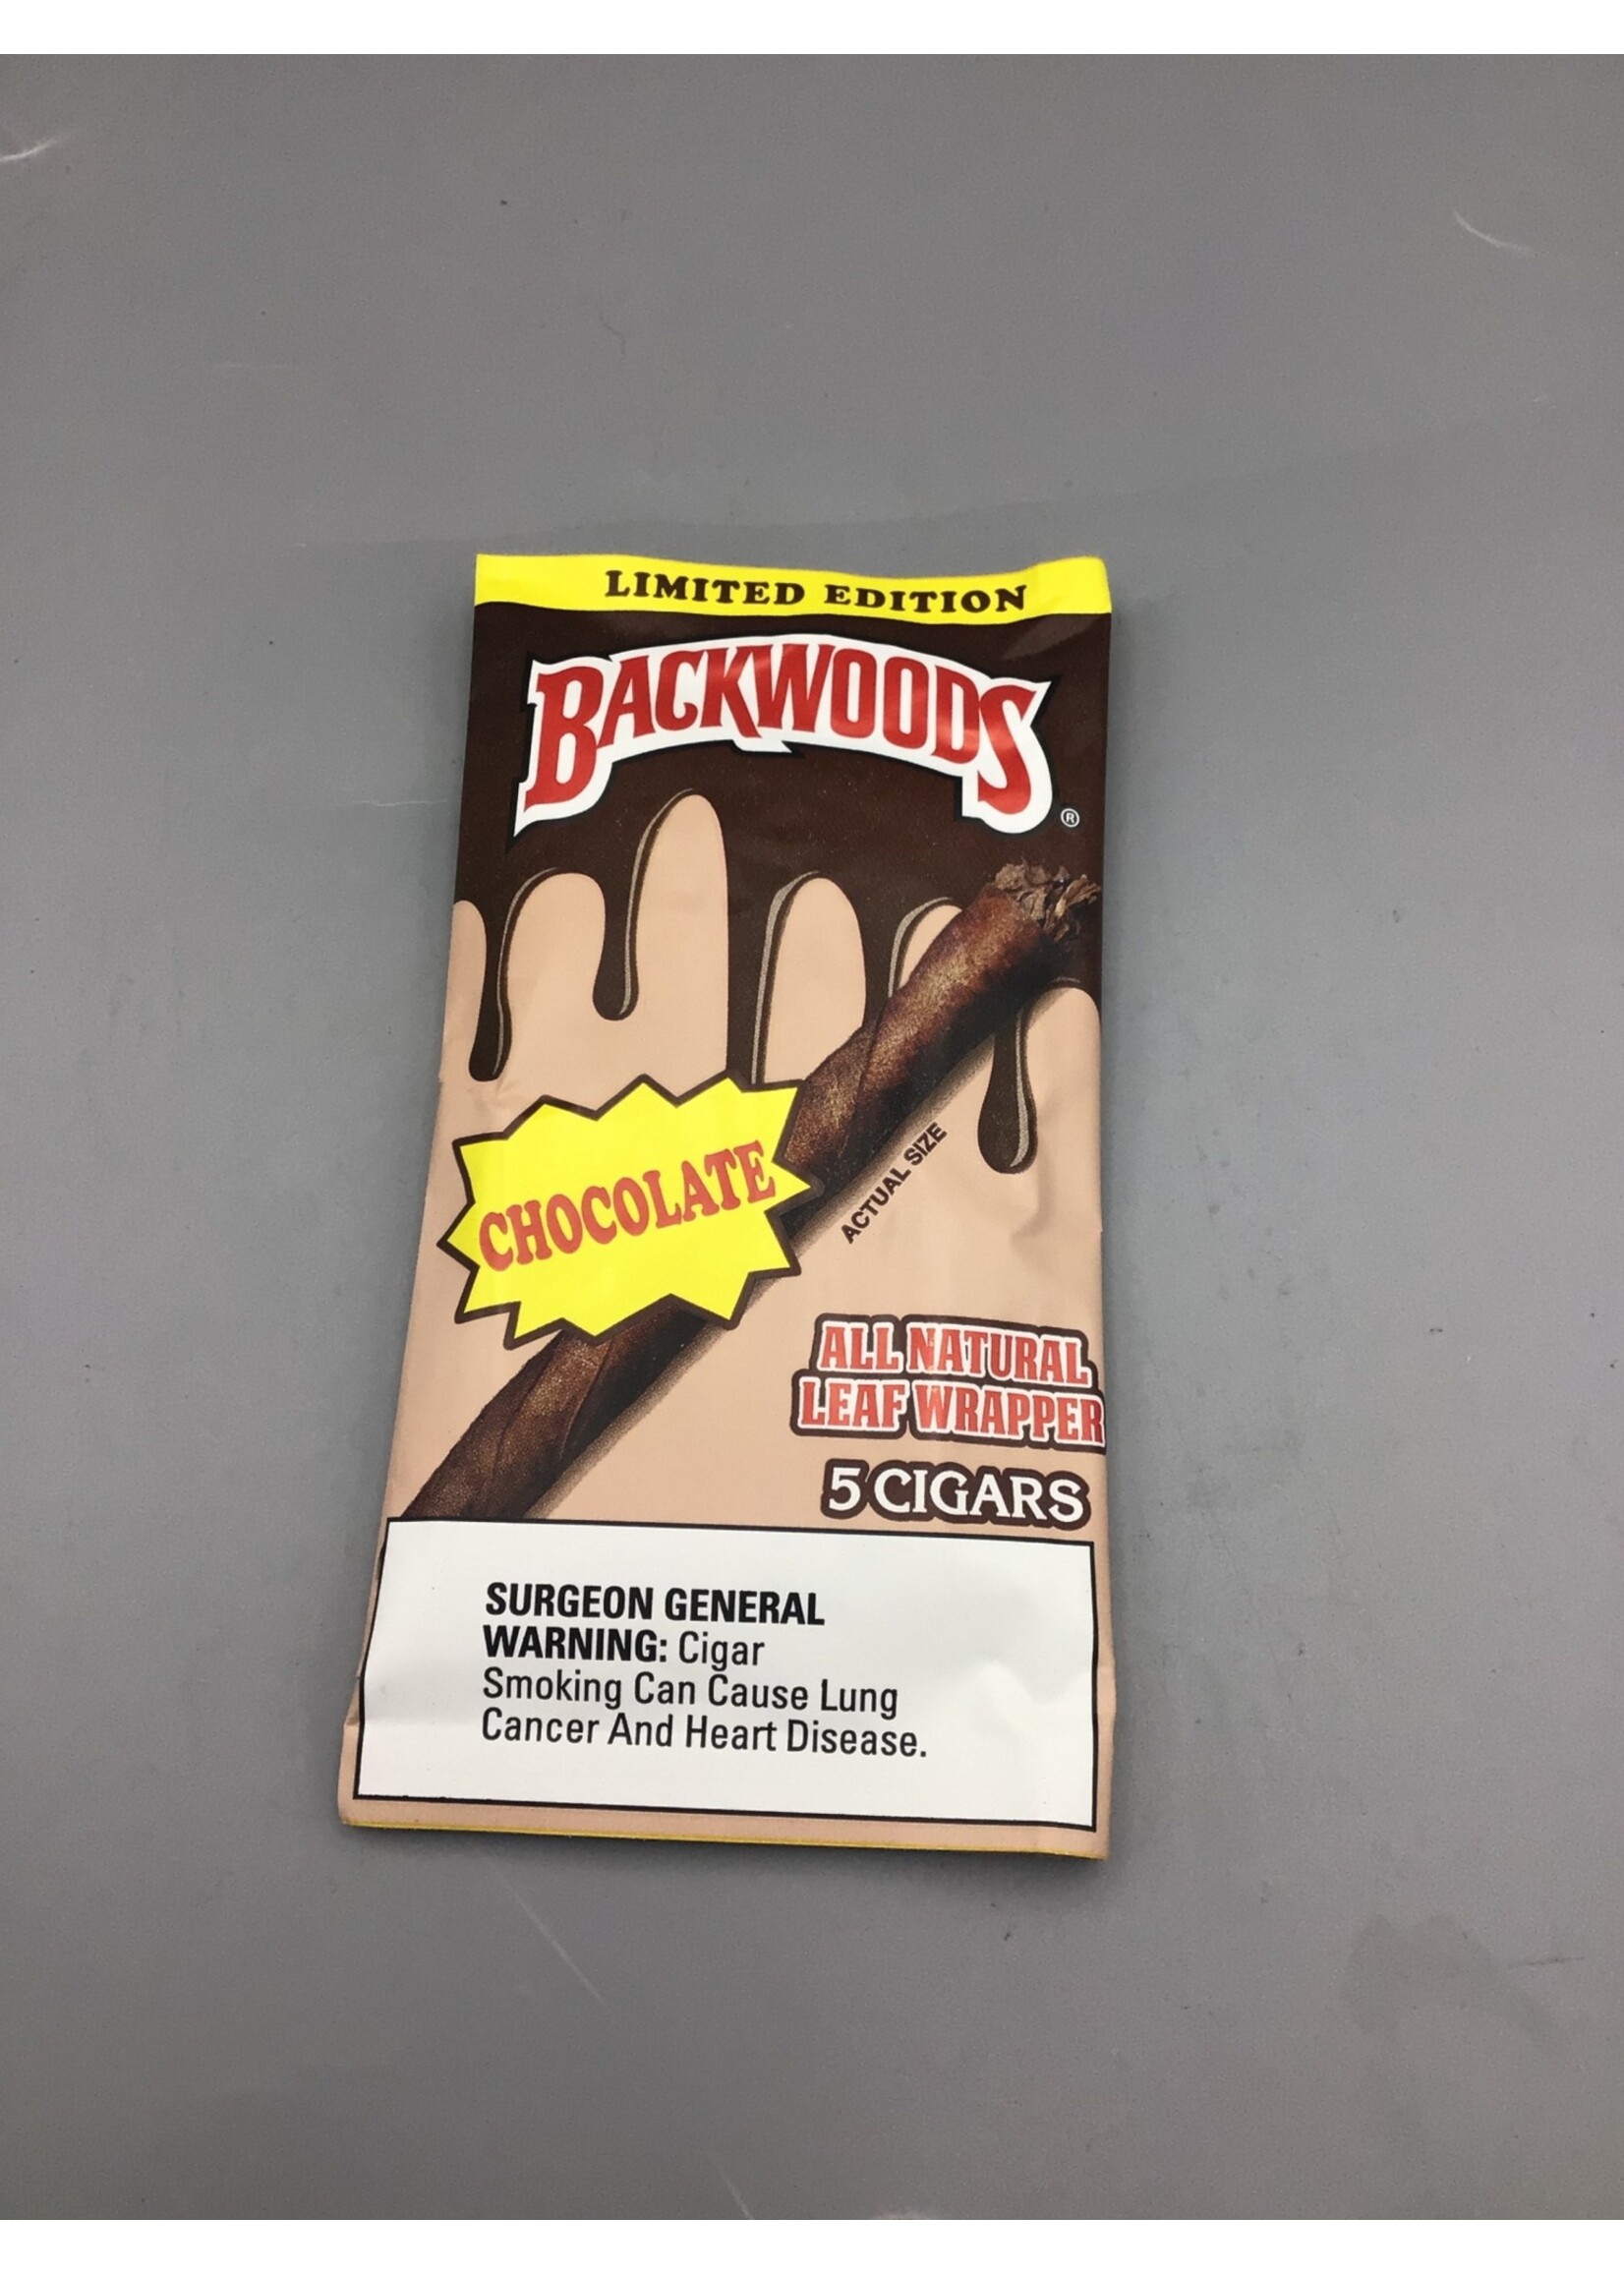 LIMITED EDITION
BACKWOODS®
CHOCOLATE
ACTUAL SIZE
ALL NATURAL
LEAF WRAPPER
5 CIGARS
SURGEON GENERAL
WARNING: Cigar
Smoking Can Cause Lung
Cancer And Heart Disease.